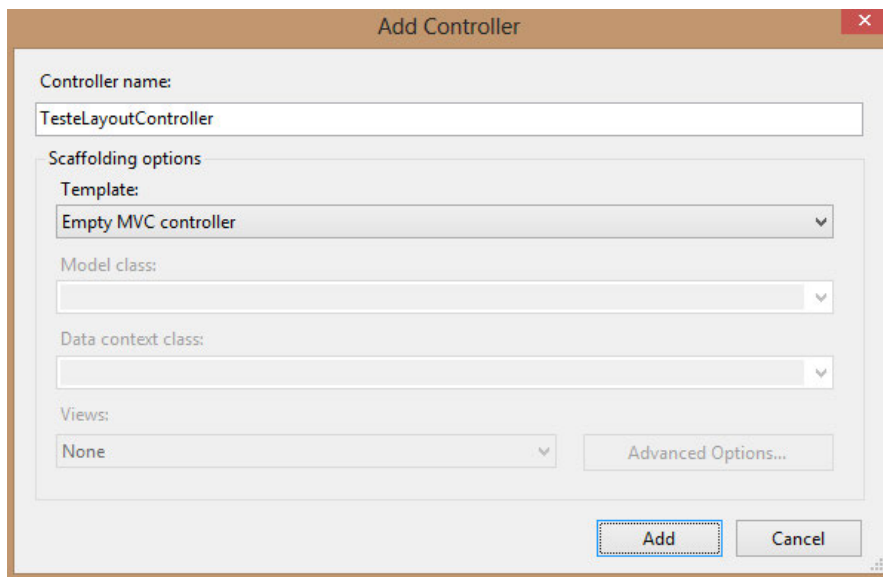 Add Controller
Controller name:
TesteLayoutController
Scaffolding options
Template:
Empty MVC controller
Model class:
Data context class:
Views:
None
Advanced Options...
Add
Cancel